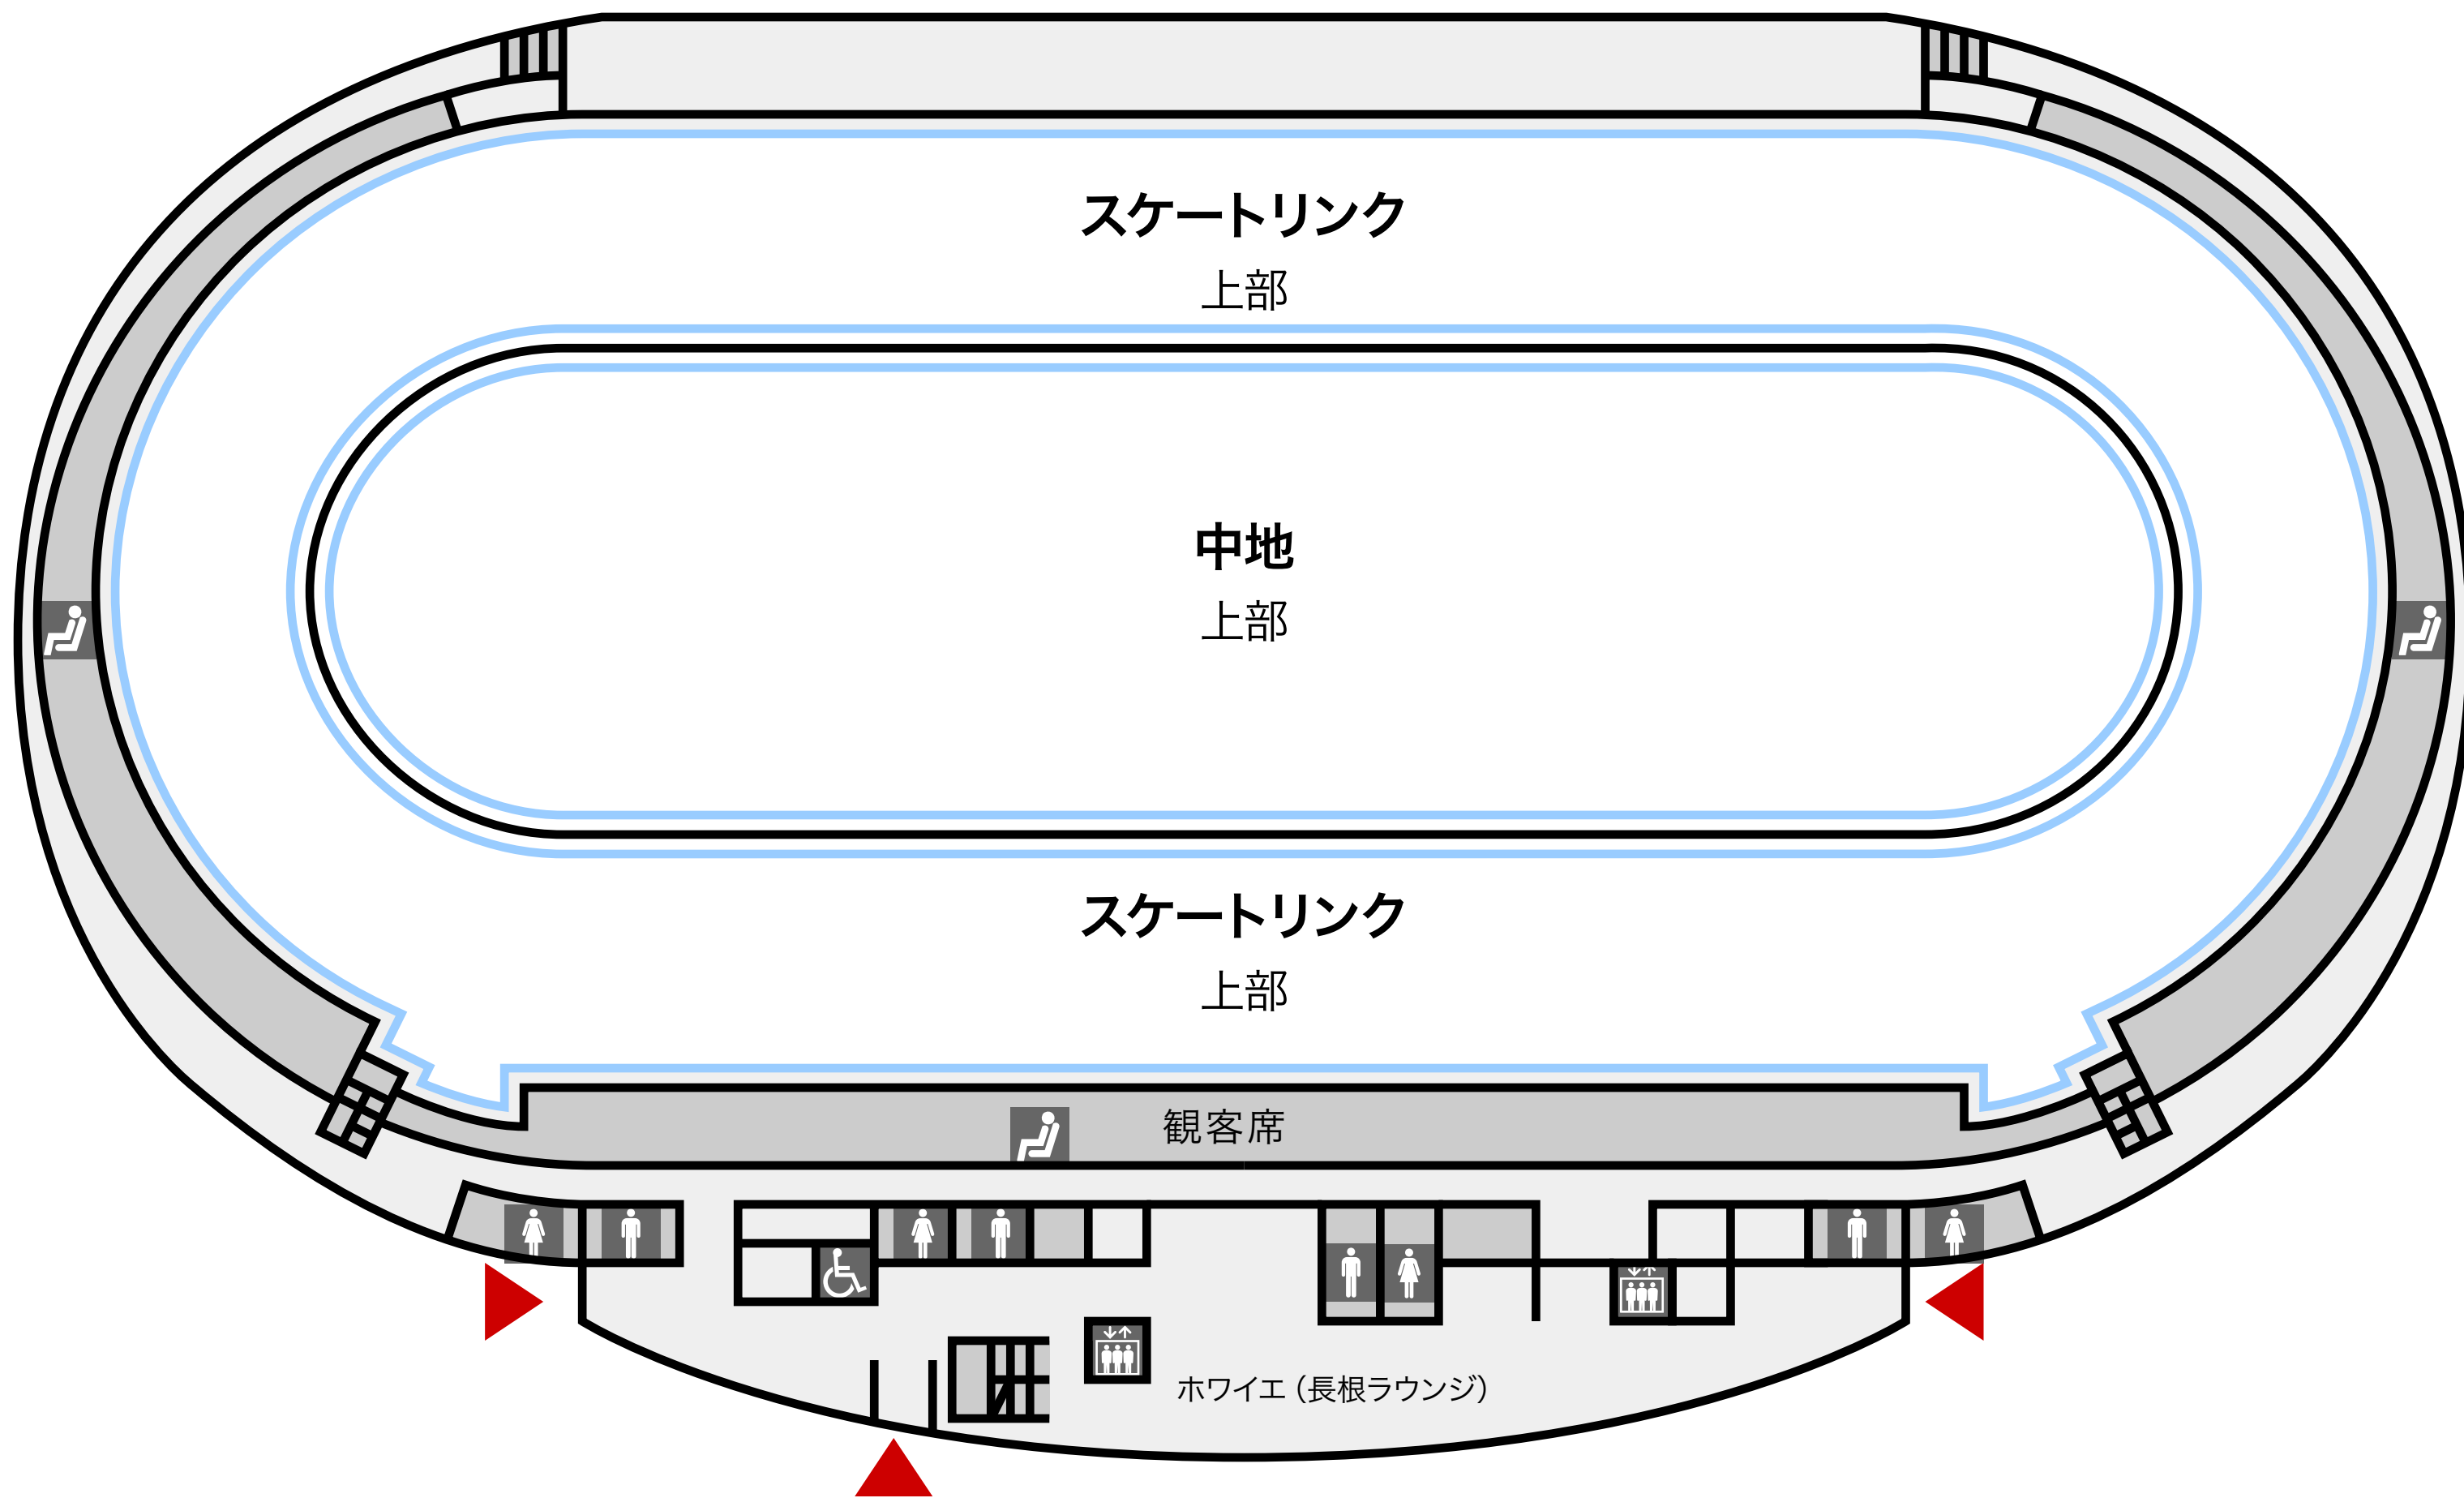 スケートリンク
上部
中地
上部
スケートリンク
上部
観客席
ホワイエ（長根ラウンジ）